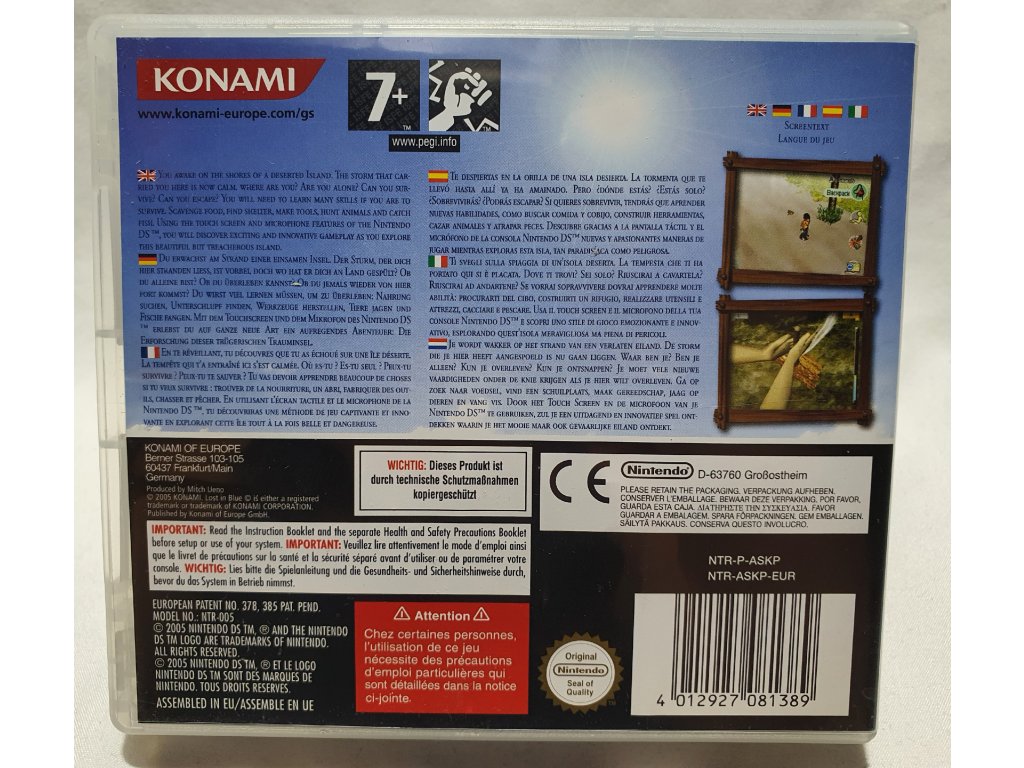 KONAMI
www.konami-europe.com/gs
7+
TM
TM
www.pegi.info
SCREENTEXT
LANGUE DU JEU
YOU AWAKE ON THE SHORES OF A DESERTED ISLAND. THE STORM THAT CAR-
RIED YOU HERE IS NOW CALM. WHERE ARE YOU? ARE YOU ALONE? CAN YOU SUR-
VIVE? CAN YOU ESCAPE? YOU WILL NEED TO LEARN MANY SKILLS IF YOU ARE TO
SURVIVE. SCAVENGE FOOD, FIND SHELTER, MAKE TOOLS, HUNT ANIMALS AND CATCH
FISH. USING THE TOUCH SCREEN AND MICROPHONE FEATURES OF THE NINTENDO
DS™, YOU WILL DISCOVER EXCITING AND INNOVATIVE GAMEPLAY AS YOU EXPLORE
THIS BEAUTIFUL, BUT TREACHEROUS ISLAND.
DU ERWACHST AM STRAND EINER EINSAMEN INSEL. DER STURM, DER DICH
HIER STRANDEN LIESS, IST VORBEI, DOCH WO HAT ER DICH AN LAND GESPÜLT? OB
DU ALLEINE BIST? OB DU ÜBERLEBEN KANNST? OB DU JEMALS WIEDER VON HIER
FORT KOMMST? DU WIRST VIEL LERNEN MÜSSEN, UM ZU ÜBERLEBEN: NAHRUNG
SUCHEN, UNTERSCHLUPF FINDEN, WERKZEUGE HERSTELLEN, TIERE JAGEN UND
FISCHE FANGEN. MIT DEM TOUCHSCREEN UND DEM MIKROFON DES NINTENDO DS
™ ERLEBST DU AUF GANZE NEUE ART EIN AUFREGENDES ABENTEUER: DIE
ERFORSCHUNG DIESER TRÜGERISCHEN TRAUMINSEL.
EN TE RÉVEILLANT, TU DÉCOUVRES QUE TU AS ÉCHOUÉ SUR UNE ÎLE DÉSERTE.
LA TEMPÊTE QUI T'A ENTRAÎNÉ ICI S'EST CALMÉE. OÙ ES-TU? ES-TU SEUL? PEUX-TU
SURVIVRE? PEUX-TU TE SAUVER? TU VAS DEVOIR APPRENDRE BEAUCOUP DE CHOSES
SI TU VEUX SURVIVRE : TROUVER DE LA NOURRITURE, UN ABRI, FABRIQUER DES OUT-
ILS, CHASSER ET PÊCHER. EN UTILISANT L'ÉCRAN TACTILE ET LE MICROPHONE DE LA
NINTENDO DS™, TU DÉCOUVRIRAS UNE MÉTHODE DE JEU CAPTIVANTE ET INNO-
VANTE EN EXPLORANT CETTE ÎLE TOUT À LA FOIS BELLE ET DANGEREUSE.
TE DESPIERTAS EN LA ORILLA DE UNA ISLA DESIERTA. LA TORMENTA QUE TE
LLEVÓ HASTA ALLÍ YA HA AMAINADO. PERO ¿DÓNDE ESTÁS? ¿ESTÁS SOLO?
¿SOBREVIVIRÁS? ¿PODRÁS ESCAPAR? SI QUIERES SOBREVIVIR, TENDRÁS QUE APRENDER
NUEVAS HABILIDADES, COMO BUSCAR COMIDA Y COBIJO, CONSTRUIR HERRAMIENTAS,
CAZAR ANIMALES Y ATRAPAR PECES. DESCUBRE GRACIAS A LA PANTALLA TÁCTIL Y EL
MICRÓFONO DE LA CONSOLA NINTENDO DS™ NUEVAS Y APASIONANTES MANERAS DE
JUGAR MIENTRAS EXPLORAS ESTA ISLA, TAN PARADISÍACA COMO PELIGROSA.
TI SVEGLI SULLA SPIAGGIA DI UN'ISOLA DESERTA. LA TEMPESTA CHE TI HA
PORTATO QUI SI È PLACATA. DOVE TI TROVI? SEI SOLO? RIUSCIRAI A CAVARTELA?
RIUSCIRAI AD ANDARTENE? SE VORRAI SOPRAVVIVERE DOVRAI APPRENDERE MOLTE
ABILITÀ: PROCURARTI DEL CIBO, COSTRUIRTI UN RIFUGIO, REALIZZARE UTENSILI E
ATTREZZI, CACCIARE E PESCARE. USA IL TOUCH SCREEN E IL MICROFONO DELLA TUA
CONSOLE NINTENDO DS™ E SCOPRI UNO STILE DI GIOCO EMOZIONANTE E INNOV-
ATIVO, ESPLORANDO QUEST'ISOLA MERAVIGLIOSA MA PIENA DI PERICOLI.
JE WORDT WAKKER OP HET STRAND VAN EEN VERLATEN EILAND. DE STORM
DIE JE HIER HEEFT AANGESPOELD IS NU GAAN LIGGEN. WAAR BEN JE? BEN JE
ALLEEN? KUN JE OVERLEVEN? KUN JE ONTSNAPPEN? JE MOET VELE NIEUWE
VAARDIGHEDEN ONDER DE KNIE KRIJGEN ALS JE HIER WILT OVERLEVEN. GA OP
ZOEK NAAR VOEDSEL, VIND EEN SCHUILPLAATS, MAAK GEREEDSCHAP, JAAG OP
DIEREN EN VANG VIS. DOOR HET TOUCH SCREEN EN DE MICROFOON VAN JE
NINTENDO DS™ TE GEBRUIKEN, ZUL JE EEN UITDAGEND EN INNOVATIEF SPEL ONT-
DEKKEN WAARIN JE HET MOOIE MAAR OOK GEVAARLIJKE EILAND ONTDEKT.
Backpack
KONAMI OF EUROPE
Berner Strasse 103-105
60437 Frankfurt/Main
Germany
Produced by Mitch Ueno
© 2005 KONAMI. Lost in Blue © is either a registered
trademark or trademark of KONAMI CORPORATION.
Published by Konami of Europe GmbH.
WICHTIG: Dieses Produkt ist
durch technische Schutzmaßnahmen
kopiergeschützt!
CE
Nintendo D-63760 Großostheim
PLEASE RETAIN THE PACKAGING. VERPACKUNG AUFHEBEN.
CONSERVER L'EMBALLAGE. BEWAAR DEZE VERPAKKING. POR FAVOR,
GUARDA ESTA CAJA. ΔΙΑΤΗΡΗΣΤΕ ΤΗΝ ΣΥΣΚΕΥΑΣΙΑ. FAVOR
GUARDAR A EMBALAGEM. SPARA FÖRPACKNINGEN. GEM EMBALLAGEN.
SÄILYTÄ PAKKAUS. CONSERVA QUESTO INVOLUCRO.
IMPORTANT: Read the Instruction Booklet and the separate Health and Safety Precautions Booklet
before setup or use of your system. IMPORTANT: Veuillez lire attentivement le mode d'emploi ainsi
que le livret de précautions sur la santé et la sécurité séparé avant d'utiliser ou de paramétrer votre
console. WICHTIG: Lies bitte die Spielanleitung und die Gesundheits- und Sicherheitshinweise durch,
bevor du das System in Betrieb nimmst.
NTR-P-ASKP
NTR-ASKP-EUR
EUROPEAN PATENT NO. 378, 385 PAT. PEND.
MODEL NO.: NTR-005
© 2005 NINTENDO DS TM, ® AND THE NINTENDO
DS TM LOGO ARE TRADEMARKS OF NINTENDO.
ALL RIGHTS RESERVED.
© 2005 NINTENDO DS TM, ® ET LE LOGO
NINTENDO DS TM SONT DES MARQUES DE
NINTENDO. TOUS DROITS RESERVES.
ASSEMBLED IN EU/ASSEMBLE EN UE
⚠ Attention ⚠
Chez certaines personnes,
l'utilisation de ce jeu
nécessite des précautions
d'emploi particulières qui
sont détaillées dans la notice
ci-jointe.
Original
Nintendo
Seal of
Quality
TM
4 012927 081389